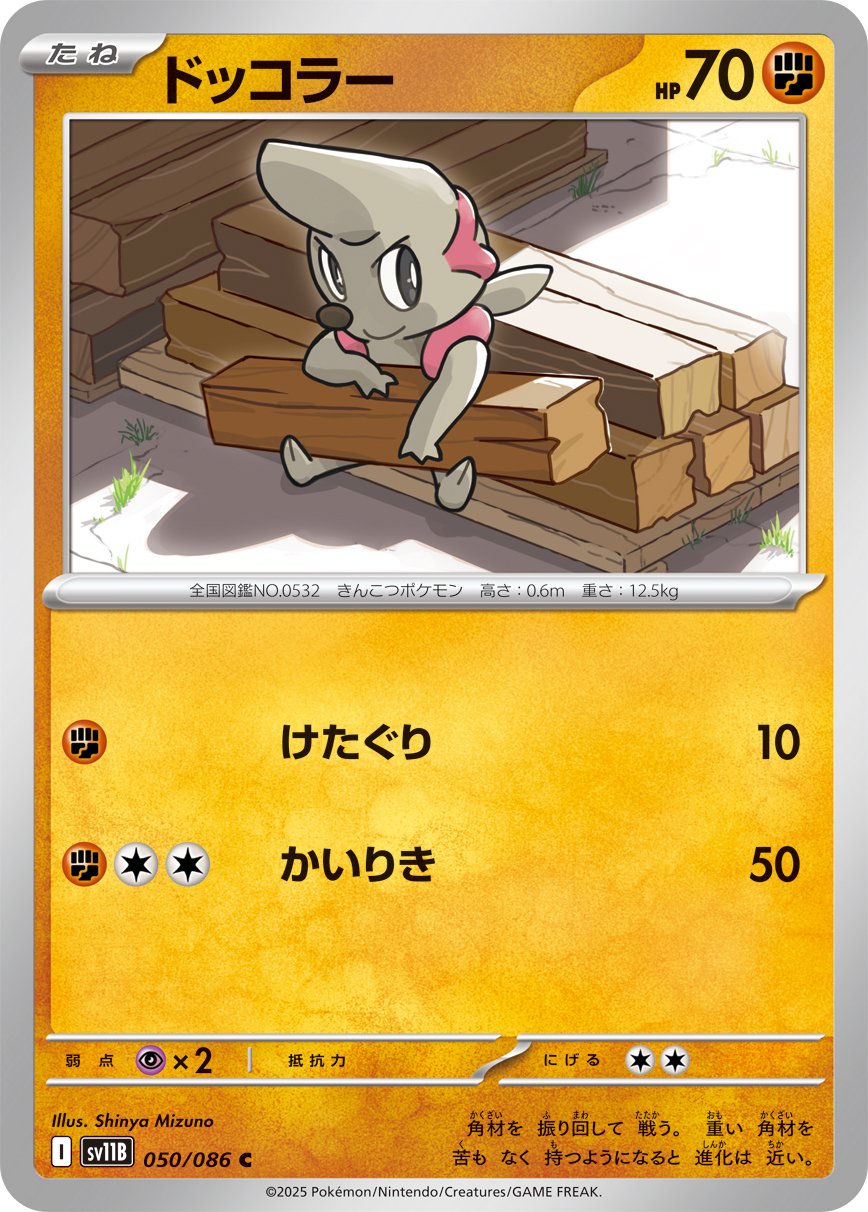 たね ドッコラー HP70
全国図鑑NO.0532 きんこつポケモン 高さ：0.6m 重さ：12.5kg
けたぐり 10
かいりき 50
弱点 ×2 抵抗力 にげる
Illus. Shinya Mizuno
I sv11B 050/086 C
角材を 振り回して 戦う。 重い 角材を
苦も なく 持つようになると 進化は 近い。
©2025 Pokémon/Nintendo/Creatures/GAME FREAK.